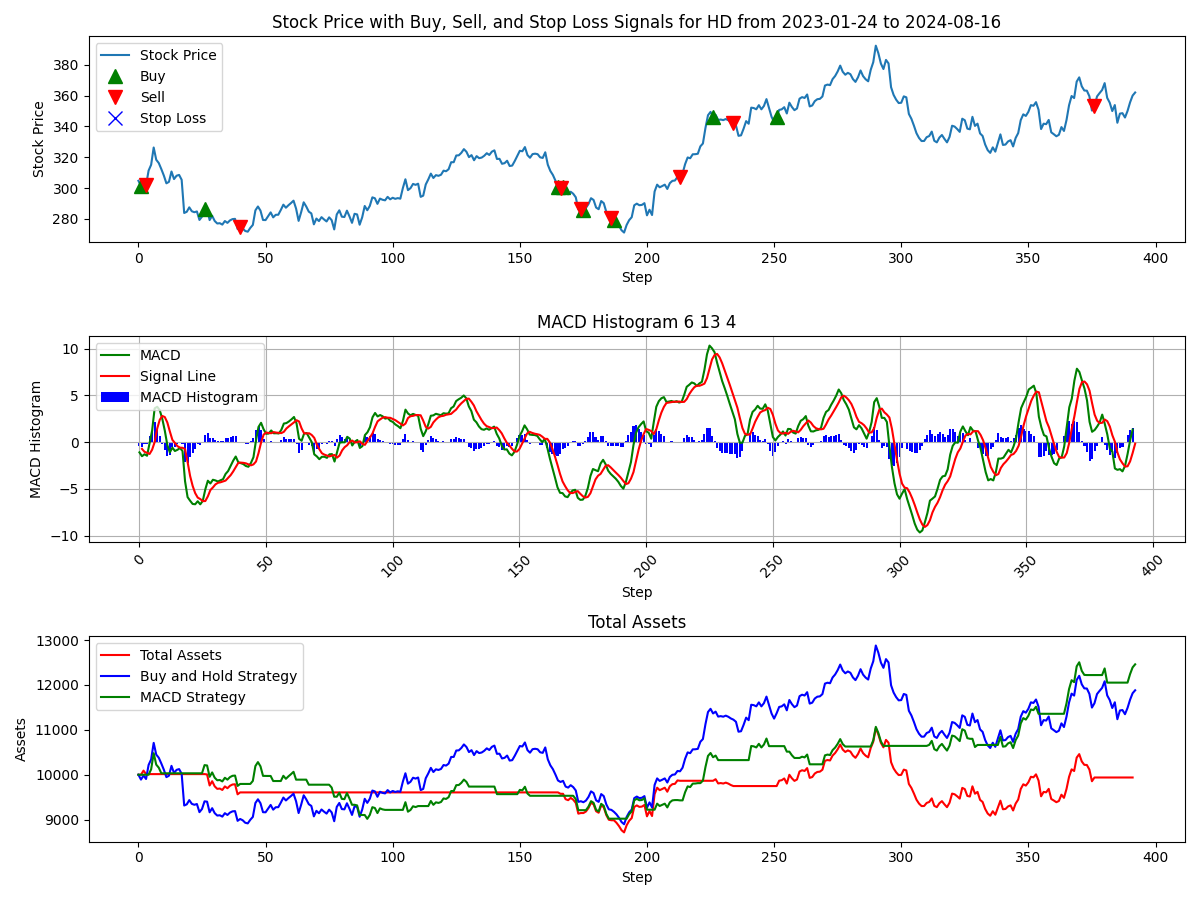 Stock Price with Buy, Sell, and Stop Loss Signals for HD from 2023-01-24 to 2024-08-16
Stock Price
Buy
Sell
Stop Loss
Stock Price
380
360
340
320
300
280
0 50 100 150 200 250 300 350 400
Step
MACD Histogram 6 13 4
MACD
Signal Line
MACD Histogram
MACD Histogram
10
5
0
−5
−10
0 50 100 150 200 250 300 350 400
Step
Total Assets
Total Assets
Buy and Hold Strategy
MACD Strategy
Assets
13000
12000
11000
10000
9000
0 50 100 150 200 250 300 350 400
Step